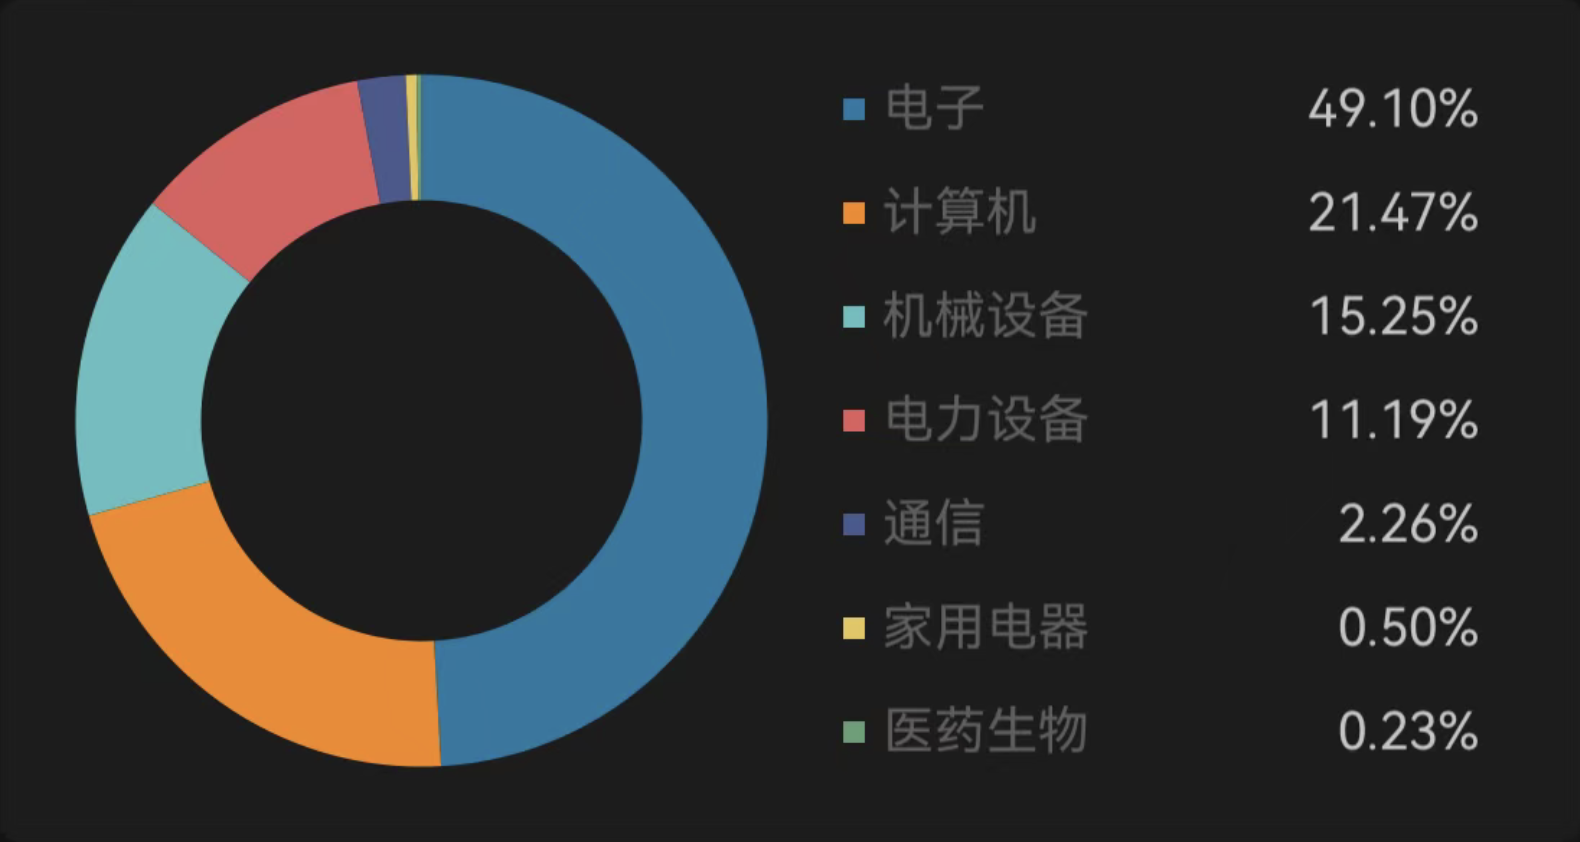 电子 49.10%
计算机 21.47%
机械设备 15.25%
电力设备 11.19%
通信 2.26%
家用电器 0.50%
医药生物 0.23%